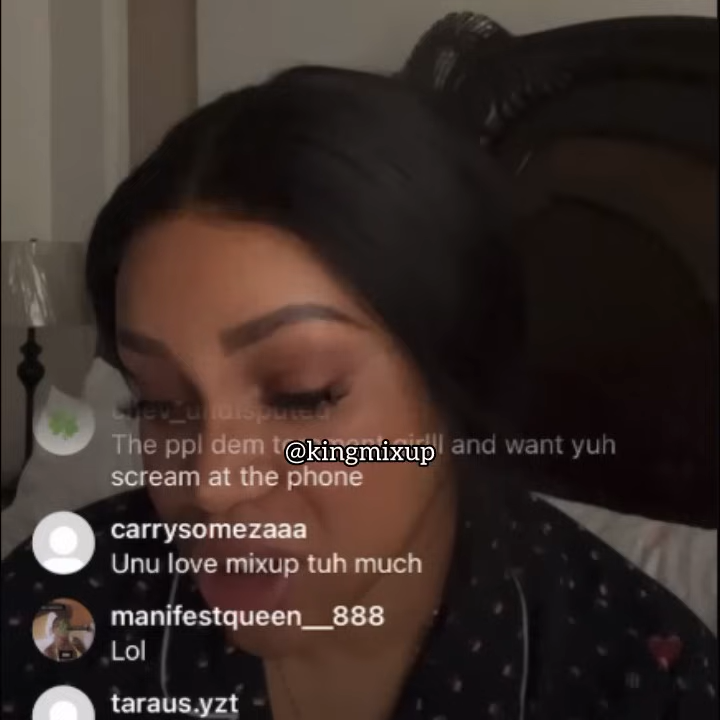 The ppl dem and want yuh
@kingmixup
scream at the phone
carrysomezaaa
Unu love mixup tuh much
manifestqueen__888
Lol
taraus.yzt